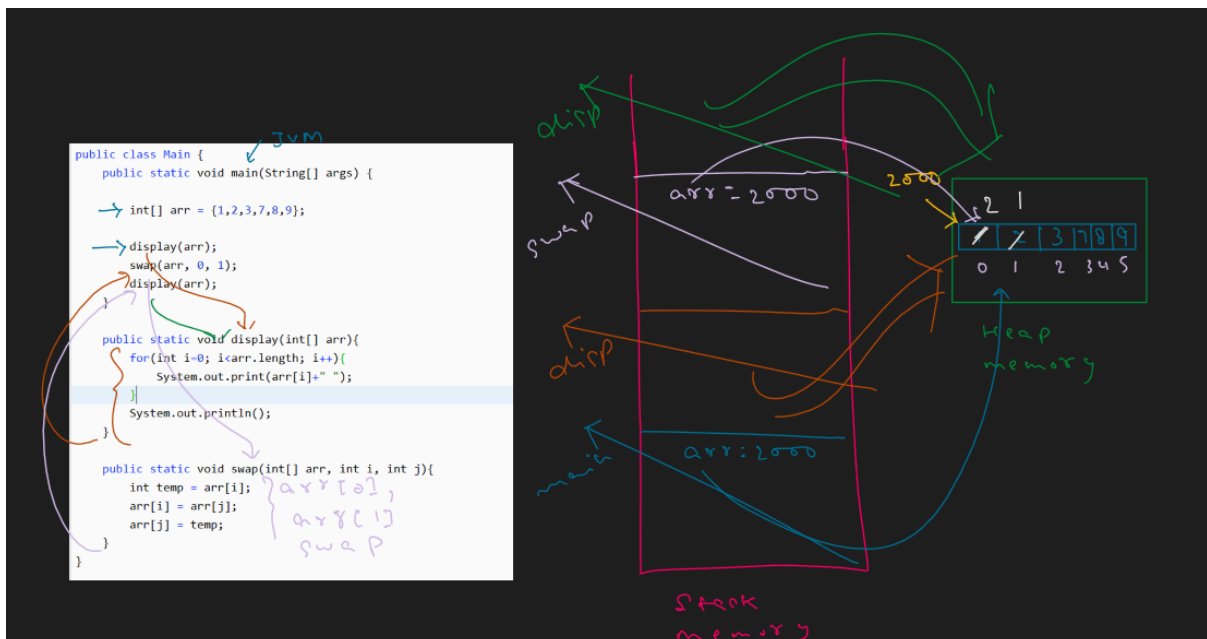 JVM
public class Main {
public static void main(String[] args) {
int[] arr = {1,2,3,7,8,9};
display(arr);
swap(arr, 0, 1);
display(arr);
}
public static void display(int[] arr){
for(int i=0; i<arr.length; i++){
System.out.print(arr[i]+" ");
}
System.out.println();
}
public static void swap(int[] arr, int i, int j){
int temp = arr[i];
arr[i] = arr[j];
arr[j] = temp;
}
}
arr[0],
arr[1]
swap
disp
swap
disp
main
arr = 2000
arr = 2000
Stack
memory
2000
2 1
1 2 3 7 8 9
0 1 2 3 4 5
Heap
memory